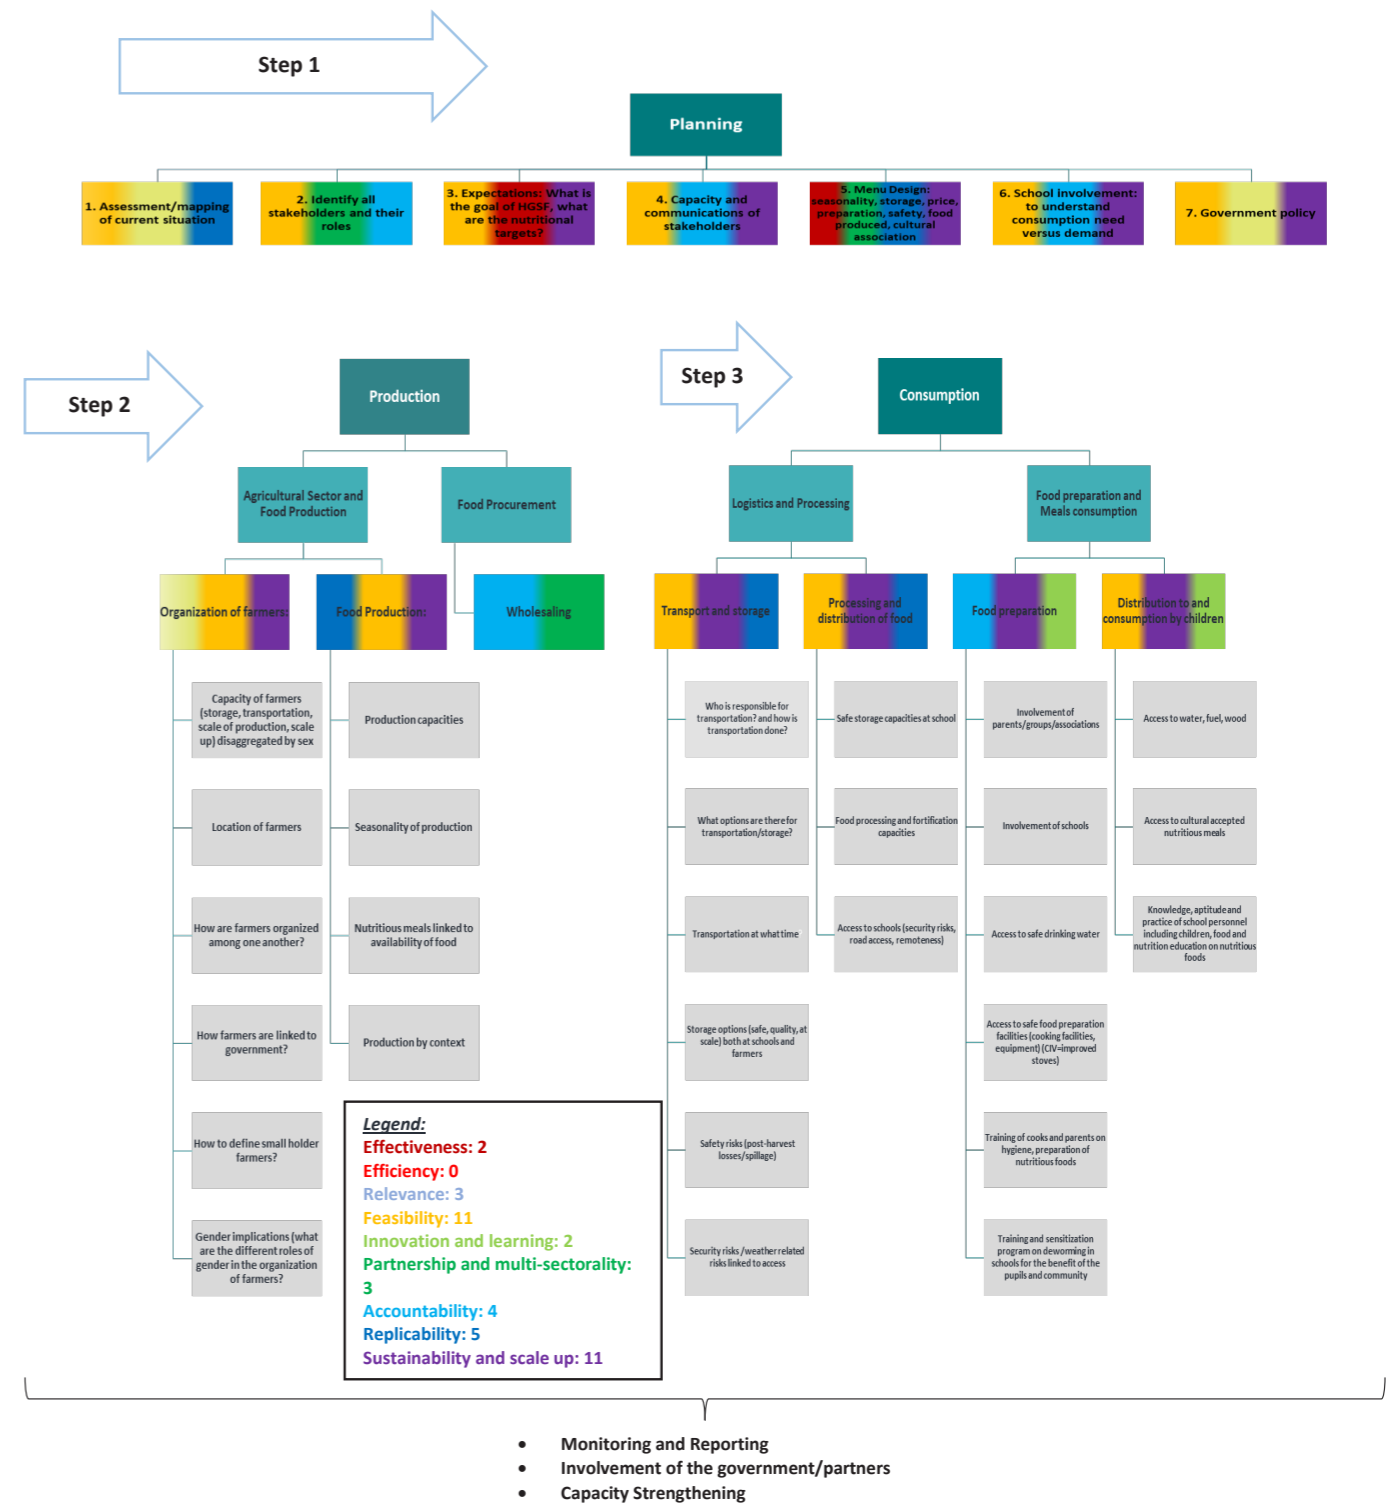 Step 1
Planning
1. Assessment/mapping
of current situation
2. Identify all
stakeholders and their
roles
3. Expectations: What is
the goal of HGSF, what
are the nutritional
targets?
4. Capacity and
communications of
stakeholders
5. Menu Design:
seasonality, storage, price,
preparation, safety, food
produced, cultural
association
6. School involvement:
to understand
consumption need
versus demand
7. Government policy
Step 2
Production
Agricultural Sector and
Food Production
Food Procurement
Organization of farmers:
Food Production:
Wholesaling
Capacity of farmers
(storage, transportation,
scale of production, scale
up) disaggregated by sex
Location of farmers
How are farmers organized
among one another?
How farmers are linked to
government?
How to define small holder
farmers?
Gender implications (what
are the different roles of
gender in the organization
of farmers?
Production capacities
Seasonality of production
Nutritious meals linked to
availability of food
Production by context
Step 3
Consumption
Logistics and Processing
Food preparation and
Meals consumption
Transport and storage
Processing and
distribution of food
Food preparation
Distribution to and
consumption by children
Who is responsible for
transportation? and how is
transportation done?
What options are there for
transportation/storage?
Transportation at what time
Storage options (safe, quality, at
scale) both at schools and
farmers
Safety risks (post-harvest
losses/spillage)
Security risks /weather related
risks linked to access
Safe storage capacities at school
Food processing and fortification
capacities
Access to schools (security risks,
road access, remoteness)
Involvement of
parents/groups/associations
Involvement of schools
Access to safe drinking water
Access to safe food preparation
facilities (cooking facilities,
equipment) (CIV=improved
stoves)
Training of cooks and parents on
hygiene, preparation of
nutritious foods
Training and sensitization
program on deworming in
schools for the benefit of the
pupils and community
Access to water, fuel, wood
Access to cultural accepted
nutritious meals
Knowledge, aptitude and
practice of school personnel
including children, food and
nutrition education on nutritious
foods
Legend:
Effectiveness: 2
Efficiency: 0
Relevance: 3
Feasibility: 11
Innovation and learning: 2
Partnership and multi-sectorality:
3
Accountability: 4
Replicability: 5
Sustainability and scale up: 11
• Monitoring and Reporting
• Involvement of the government/partners
• Capacity Strengthening